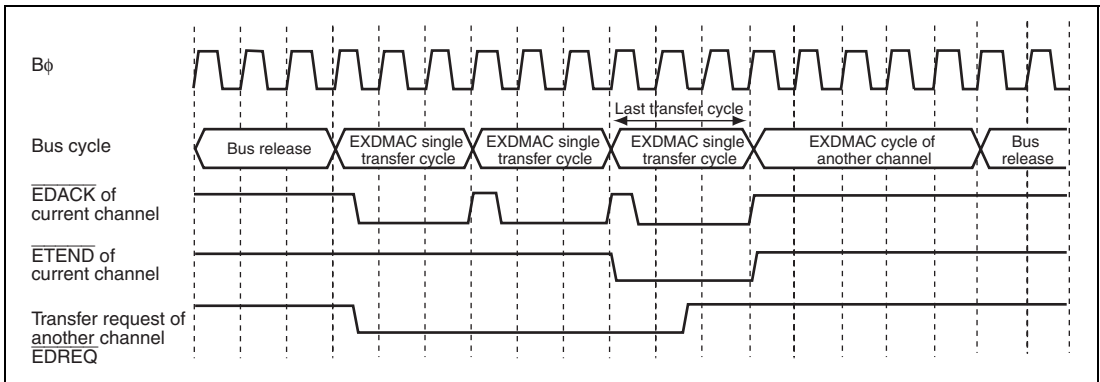 Bϕ
Last transfer cycle
Bus cycle
Bus release
EXDMAC single
transfer cycle
EXDMAC single
transfer cycle
EXDMAC single
transfer cycle
EXDMAC cycle of
another channel
Bus
release
EDACK of
current channel
ETEND of
current channel
Transfer request of
another channel
EDREQ